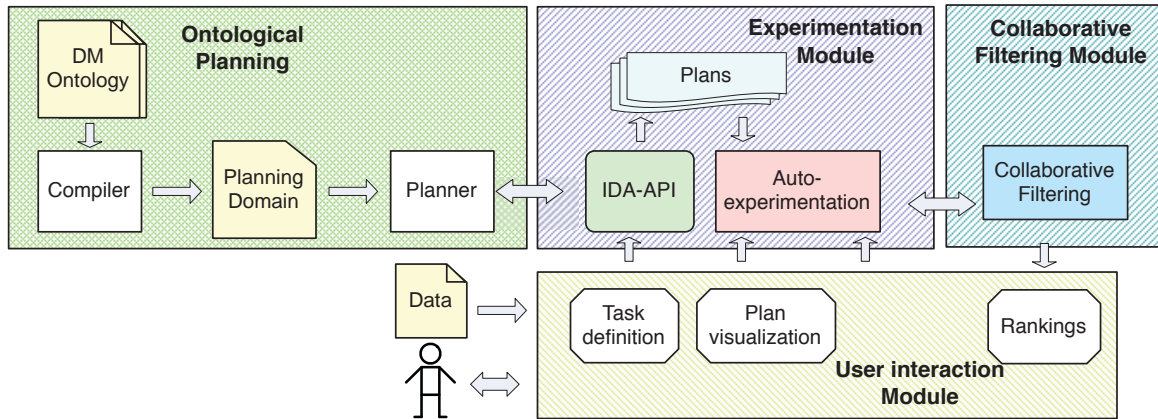 Ontological
Planning
DM
Ontology
Compiler
Planning
Domain
Planner
Experimentation
Module
Plans
IDA-API
Auto-
experimentation
Collaborative
Filtering Module
Collaborative
Filtering
Data
Task
definition
Plan
visualization
Rankings
User interaction
Module